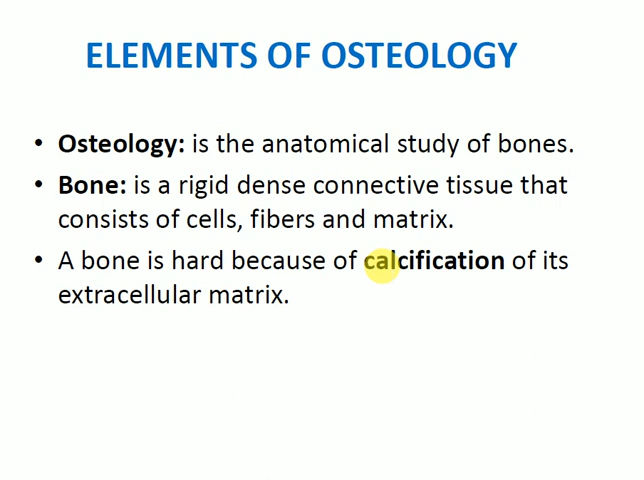 ELEMENTS OF OSTEOLOGY
• Osteology: is the anatomical study of bones.
• Bone: is a rigid dense connective tissue that
consists of cells, fibers and matrix.
• A bone is hard because of calcification of its
extracellular matrix.